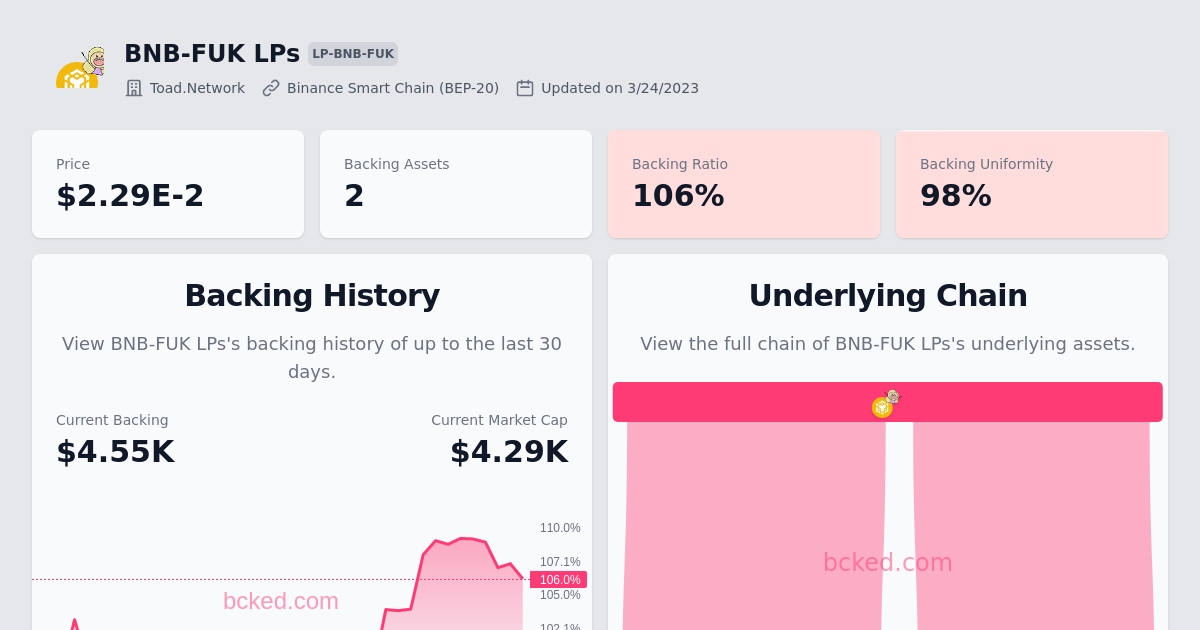 BNB-FUK LPs LP-BNB-FUK
Toad.Network Binance Smart Chain (BEP-20) Updated on 3/24/2023
Price
$2.29E-2
Backing Assets
2
Backing Ratio
106%
Backing Uniformity
98%
Backing History
View BNB-FUK LPs's backing history of up to the last 30
days.
Current Backing
$4.55K
Current Market Cap
$4.29K
110.0%
107.1%
106.0%
105.0%
102.1%
bcked.com
Underlying Chain
View the full chain of BNB-FUK LPs's underlying assets.
bcked.com